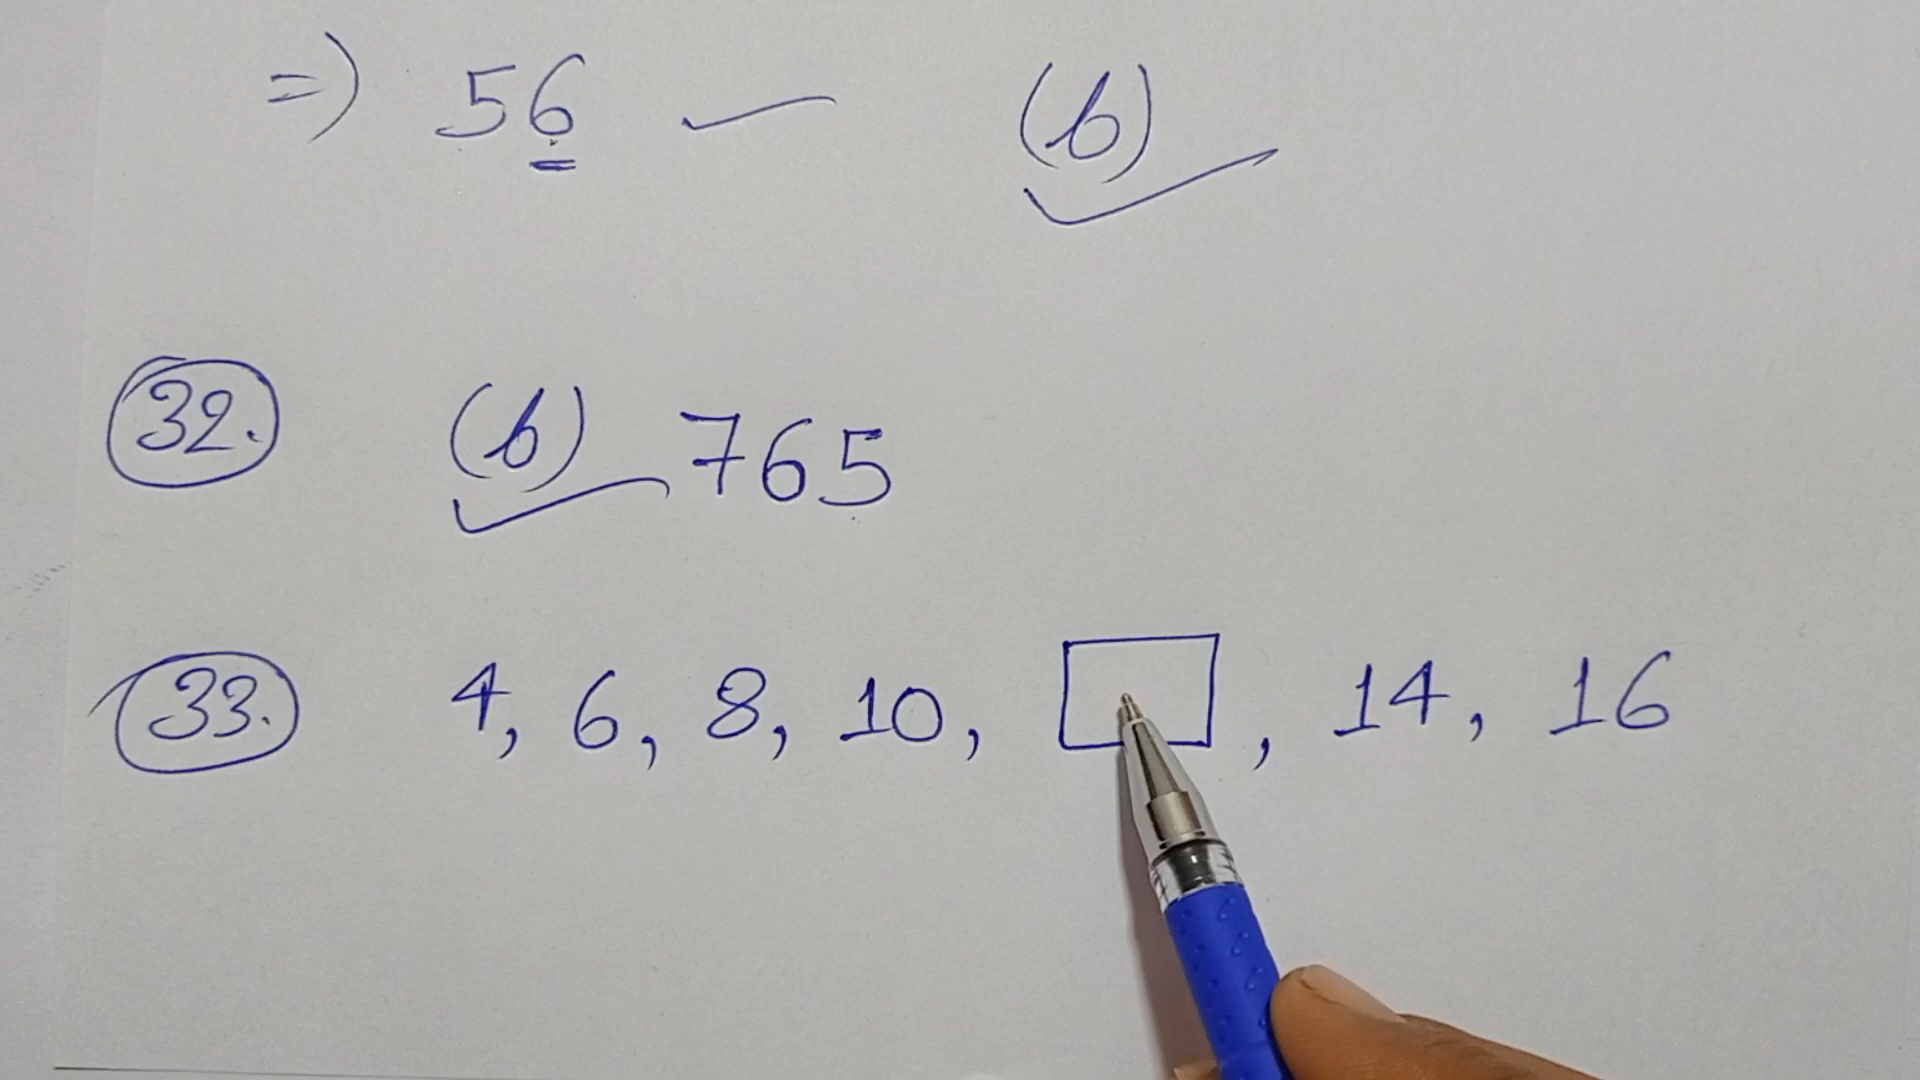 => 56 (b)
32. (b) 765
33. 4, 6, 8, 10, , 14, 16